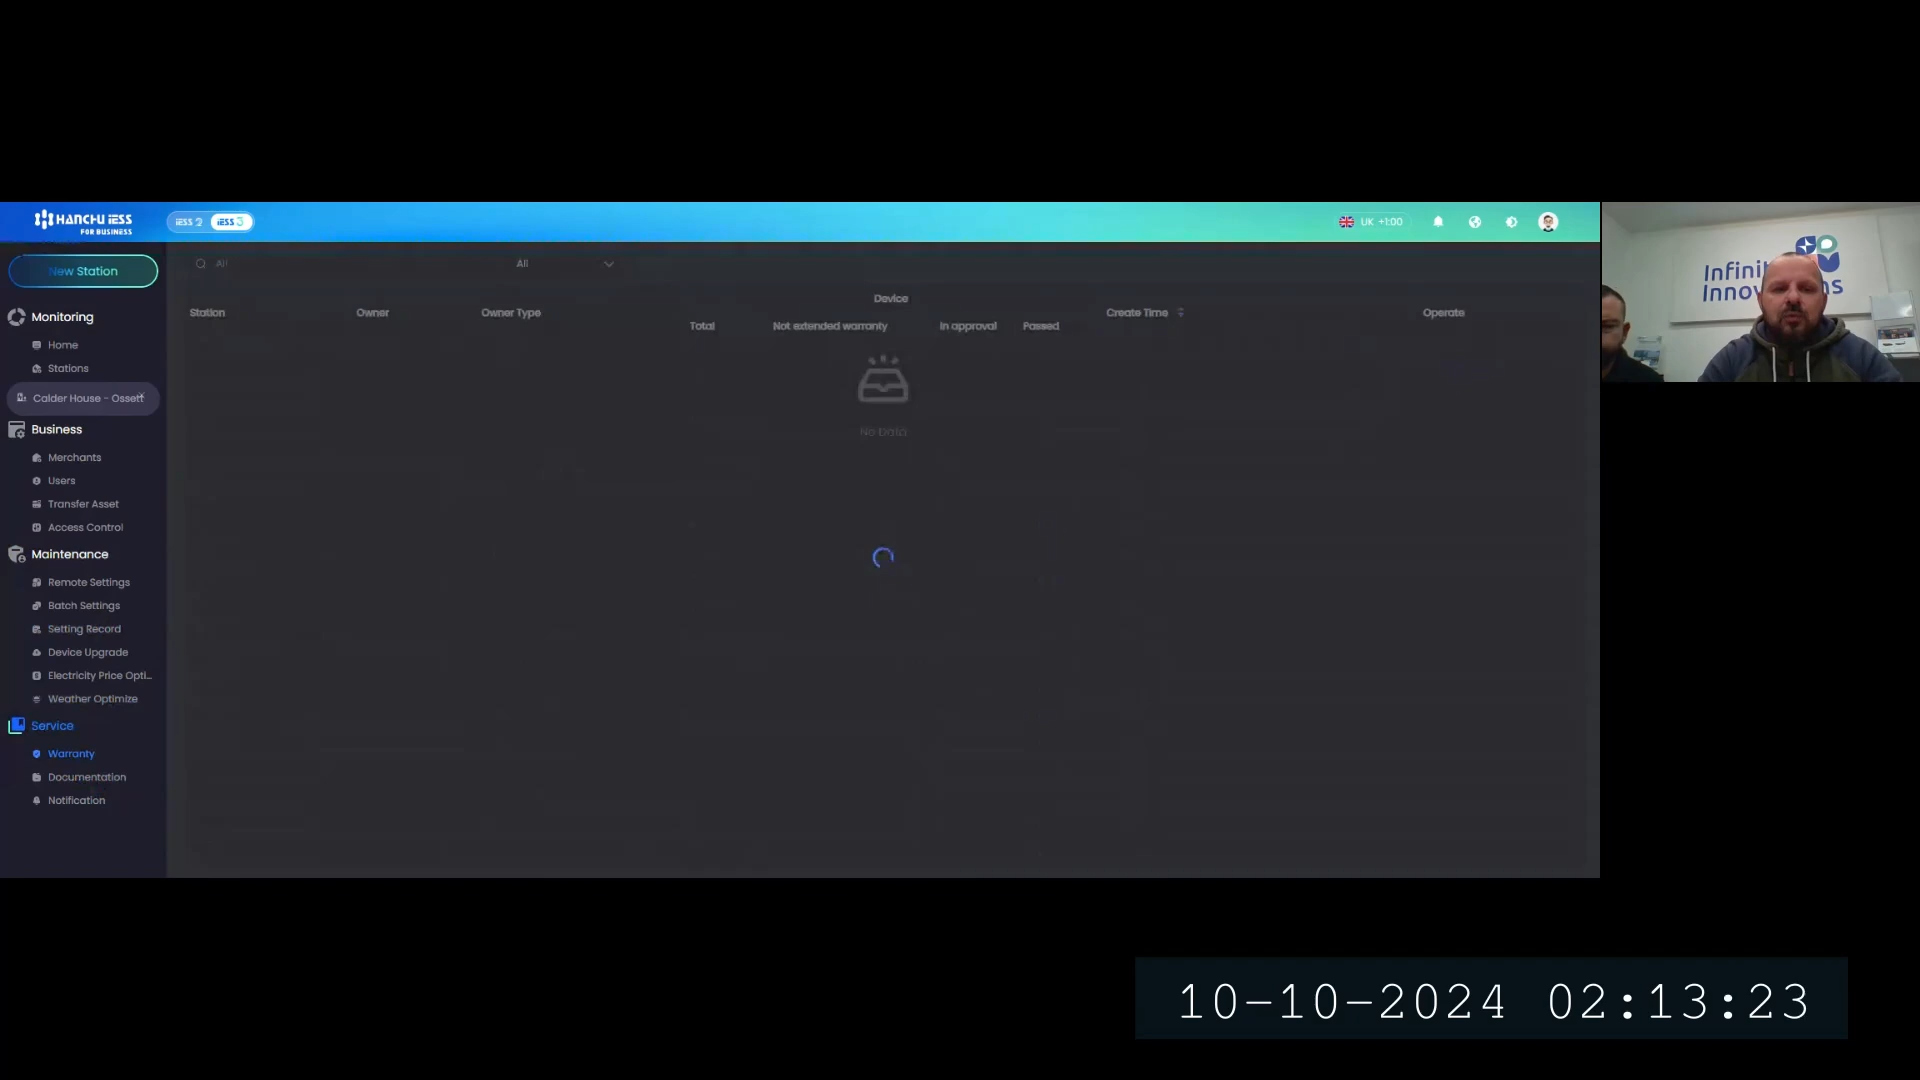 HANCHU iESS
FOR BUSINESS
iESS 2
iESS 3
UK +1:00
New Station
Monitoring
Home
Stations
Calder House - Ossett
Business
Merchants
Users
Transfer Asset
Access Control
Maintenance
Remote Settings
Batch Settings
Setting Record
Device Upgrade
Electricity Price Opti...
Weather Optimize
Service
Warranty
Documentation
Notification
All
All
Station
Owner
Owner Type
Device
Total
Not extended warranty
In approval
Passed
Create Time
Operate
No Data
10-10-2024 02:13:23